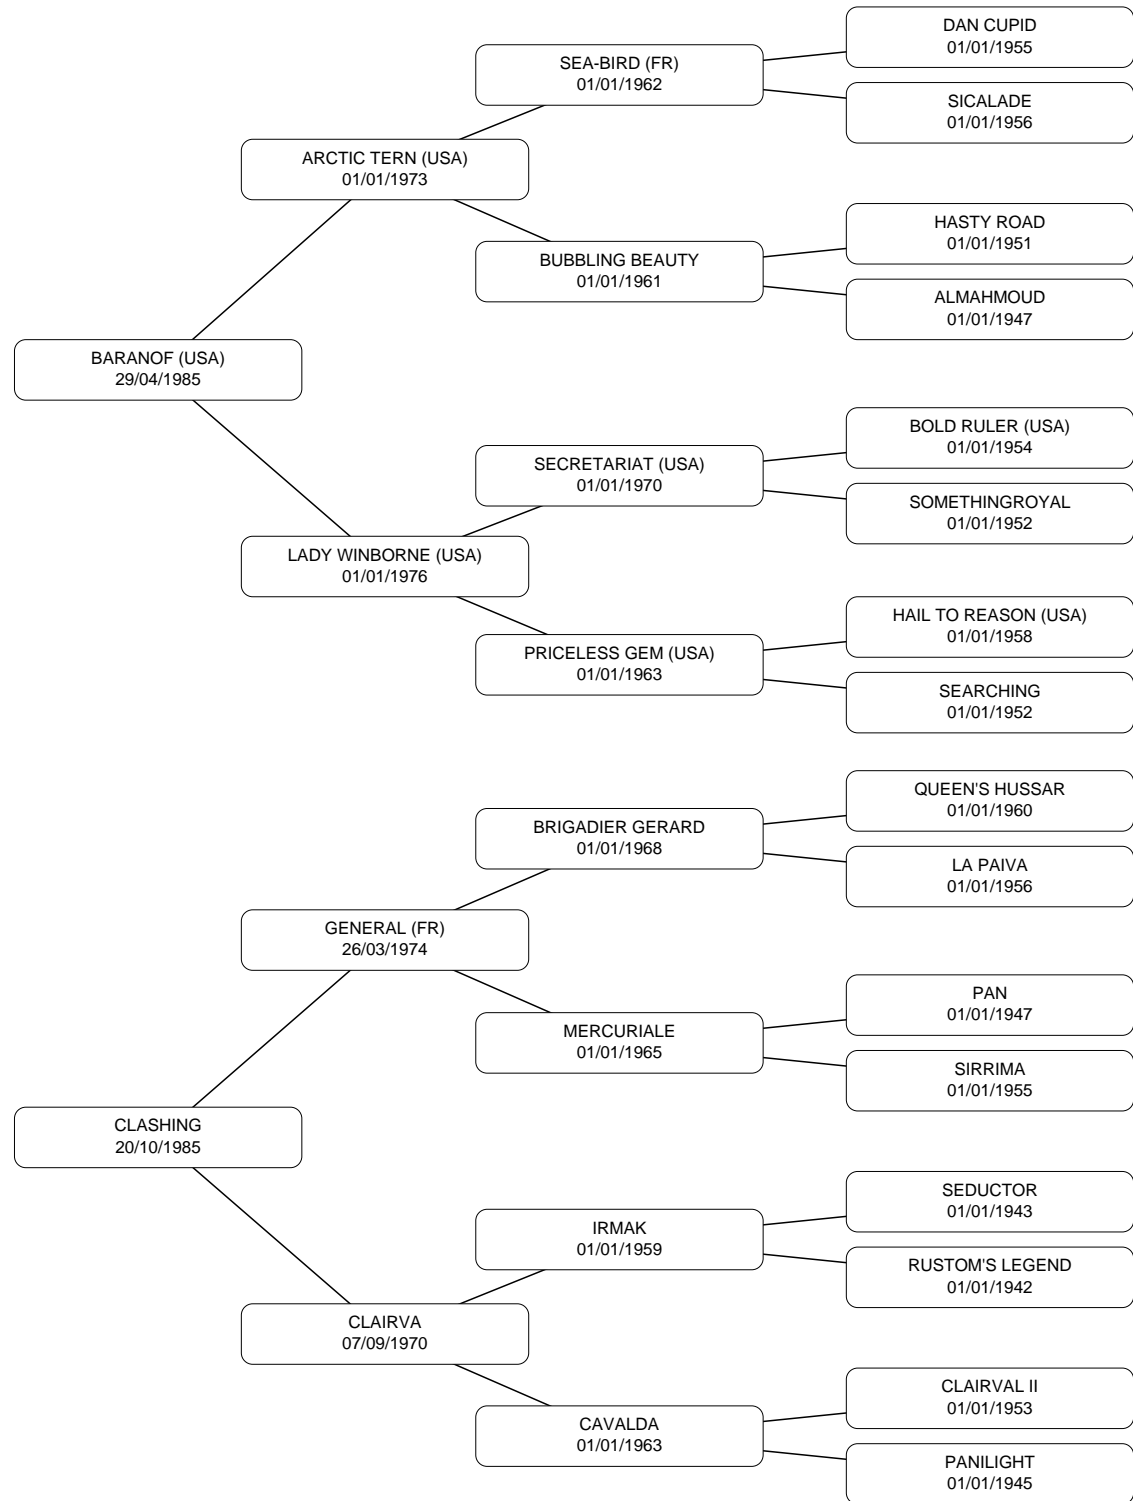 DAN CUPID
01/01/1955
SEA-BIRD (FR)
01/01/1962
SICALADE
01/01/1956
ARCTIC TERN (USA)
01/01/1973
HASTY ROAD
01/01/1951
BUBBLING BEAUTY
01/01/1961
ALMAHMOUD
01/01/1947
BARANOF (USA)
29/04/1985
BOLD RULER (USA)
01/01/1954
SECRETARIAT (USA)
01/01/1970
SOMETHINGROYAL
01/01/1952
LADY WINBORNE (USA)
01/01/1976
HAIL TO REASON (USA)
01/01/1958
PRICELESS GEM (USA)
01/01/1963
SEARCHING
01/01/1952
QUEEN'S HUSSAR
01/01/1960
BRIGADIER GERARD
01/01/1968
LA PAIVA
01/01/1956
GENERAL (FR)
26/03/1974
PAN
01/01/1947
MERCURIALE
01/01/1965
SIRRIMA
01/01/1955
CLASHING
20/10/1985
SEDUCTOR
01/01/1943
IRMAK
01/01/1959
RUSTOM'S LEGEND
01/01/1942
CLAIRVA
07/09/1970
CLAIRVAL II
01/01/1953
CAVALDA
01/01/1963
PANILIGHT
01/01/1945